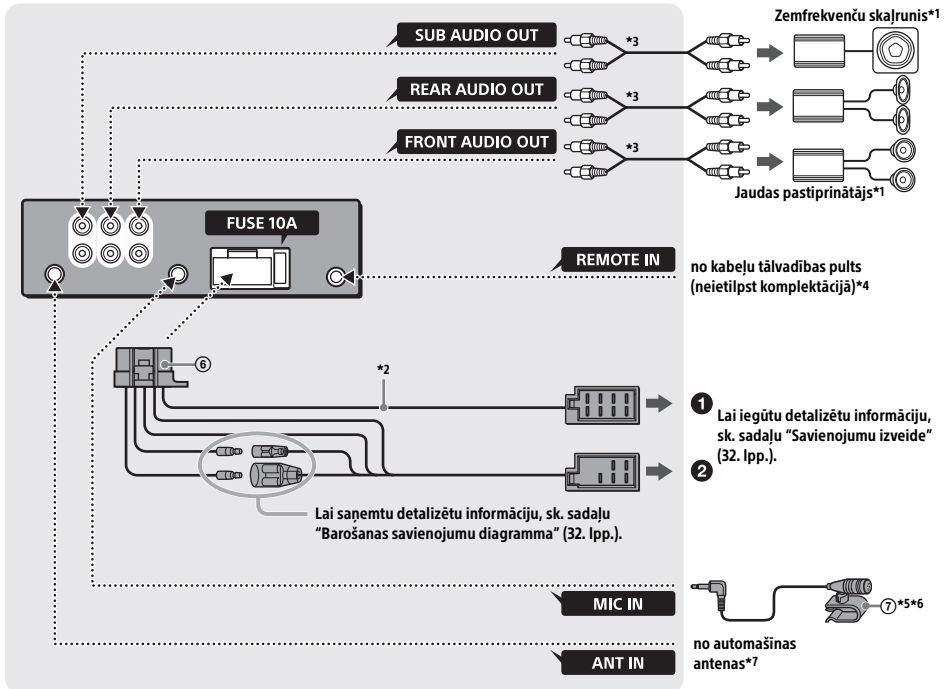 Zemfrekvenču skaļrunis*1
SUB AUDIO OUT
*3
REAR AUDIO OUT
*3
FRONT AUDIO OUT
*3
Jaudas pastiprinātājs*1
FUSE 10A
REMOTE IN
no kabeļu tālvadības pults
(neietilpst komplektācijā)*4
⑥
*2
❶
Lai iegūtu detalizētu informāciju,
sk. sadaļu "Savienojumu izveide"
(32. lpp.).
❷
Lai saņemtu detalizētu informāciju, sk. sadaļu
"Barošanas savienojumu diagramma" (32. lpp.).
MIC IN
⑦*5*6
no automašīnas
antenas*7
ANT IN